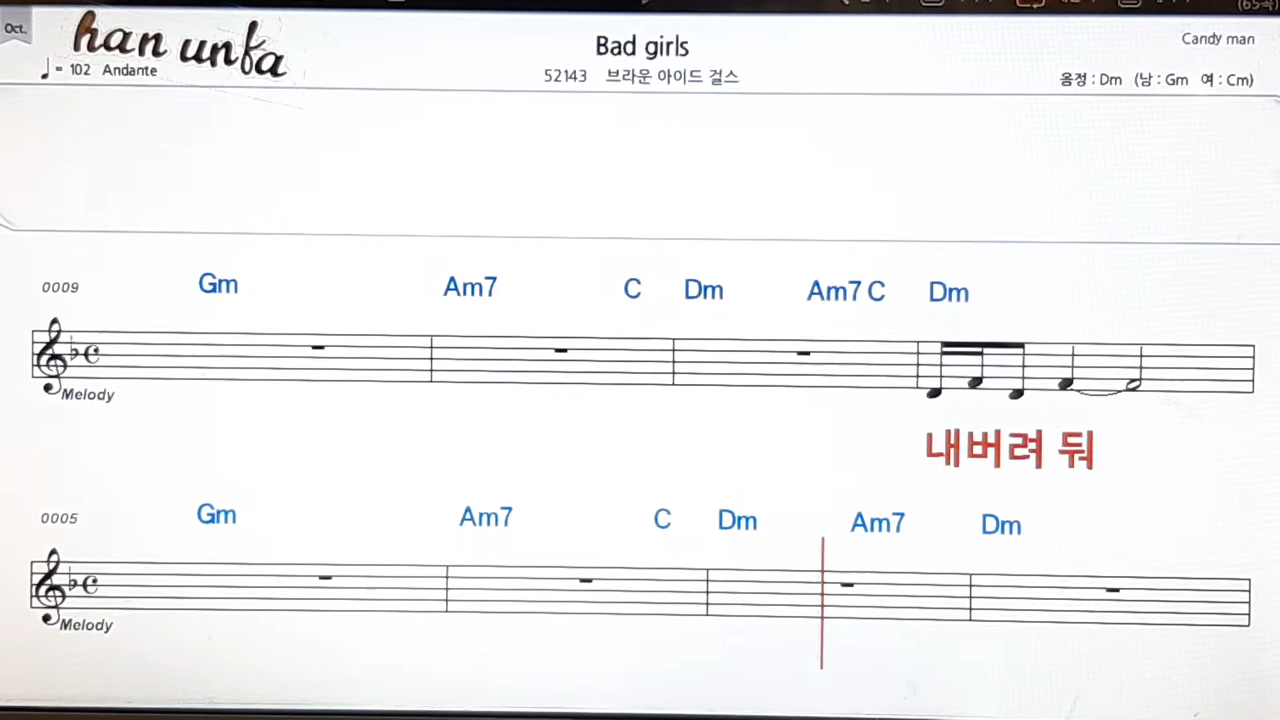 Oct.
han unfa
Bad girls
Candy man
= 102 Andante
52143 브라운 아이드 걸스
음정 : Dm (남 : Gm 여 : Cm)
0009 Gm Am7 C Dm Am7 C Dm
Melody
내버려 둬
0005 Gm Am7 C Dm Am7 Dm
Melody